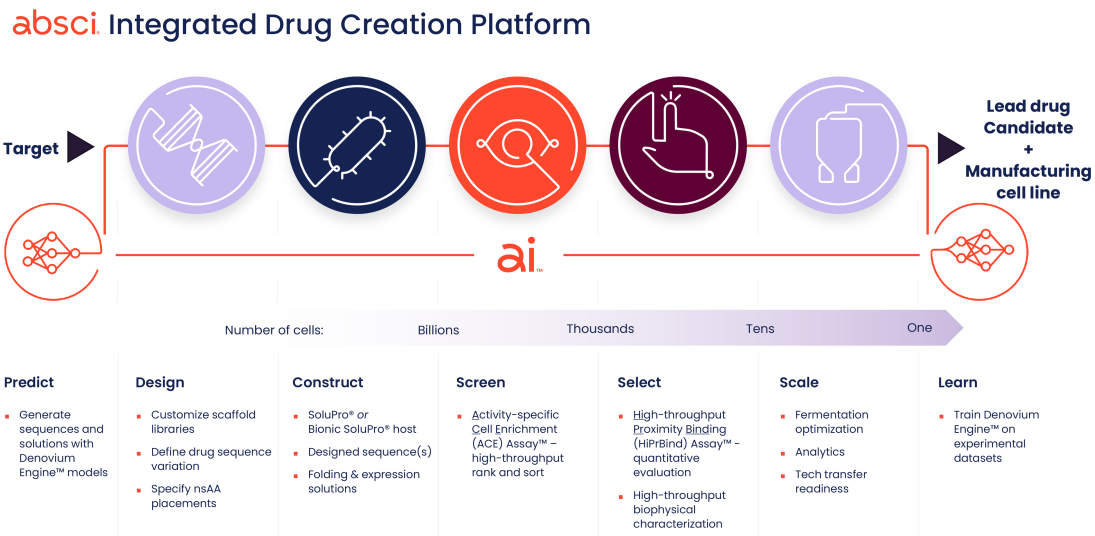 absci. Integrated Drug Creation Platform
Target
Lead drug
Candidate
+
Manufacturing
cell line
ai™
Number of cells:
Billions
Thousands
Tens
One
Predict
▪ Generate
sequences and
solutions with
Denovium
Engine™ models
Design
▪ Customize scaffold
libraries
▪ Define drug sequence
variation
▪ Specify nsAA
placements
Construct
▪ SoluPro® or
Bionic SoluPro® host
▪ Designed sequence(s)
▪ Folding & expression
solutions
Screen
▪ Activity-specific
Cell Enrichment
(ACE) Assay™ –
high-throughput
rank and sort
Select
▪ High-throughput
Proximity Binding
(HiPrBind) Assay™ -
quantitative
evaluation
▪ High-throughput
biophysical
characterization
Scale
▪ Fermentation
optimization
▪ Analytics
▪ Tech transfer
readiness
Learn
▪ Train Denovium
Engine™ on
experimental
datasets